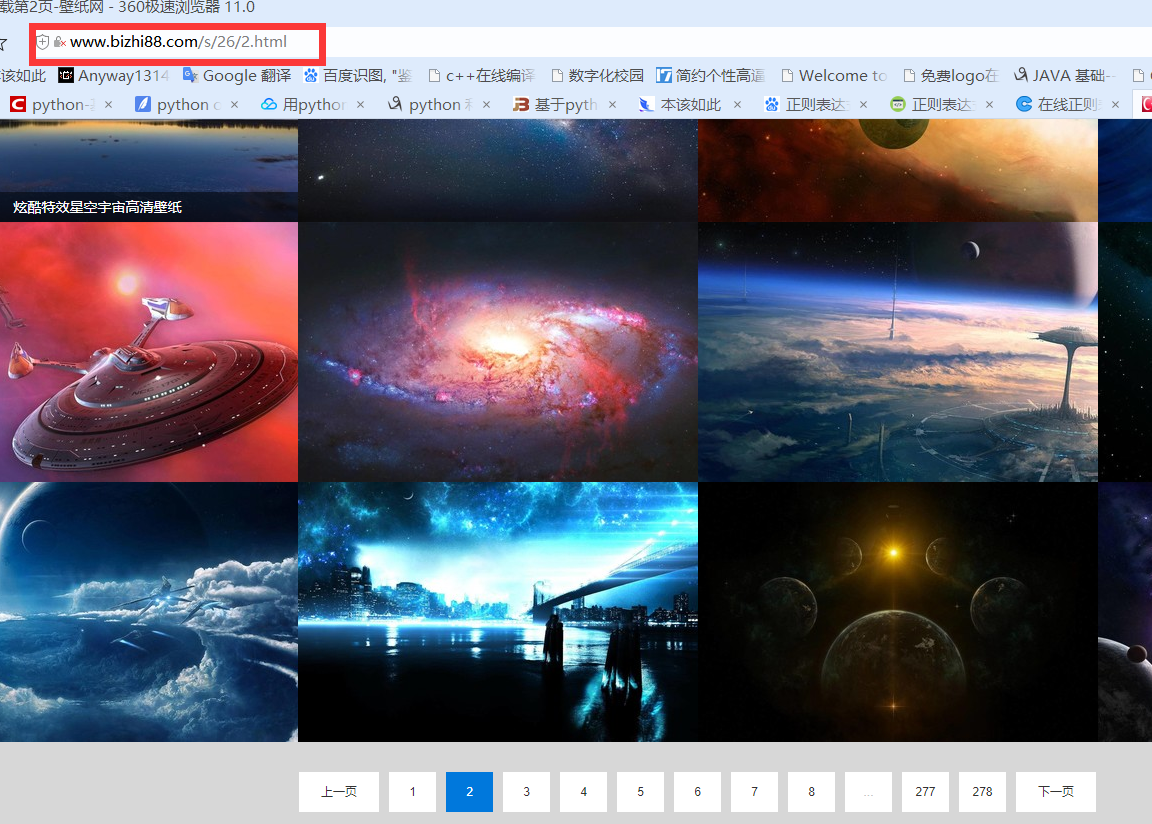 载第2页-壁纸网 - 360极速浏览器 11.0
www.bizhi88.com/s/26/2.html
该如此 Anyway1314 Google 翻译 百度识图, "鉴 c++在线编译 数字化校园 简约个性高逼 Welcome to 免费logo在 JAVA 基础--
python- × python c × 用python × python × 基于pyth × 本该如此 × 正则表达 × 正则表达 × 在线正则 ×
炫酷特效星空宇宙高清壁纸
上一页 1 2 3 4 5 6 7 8 ... 277 278 下一页